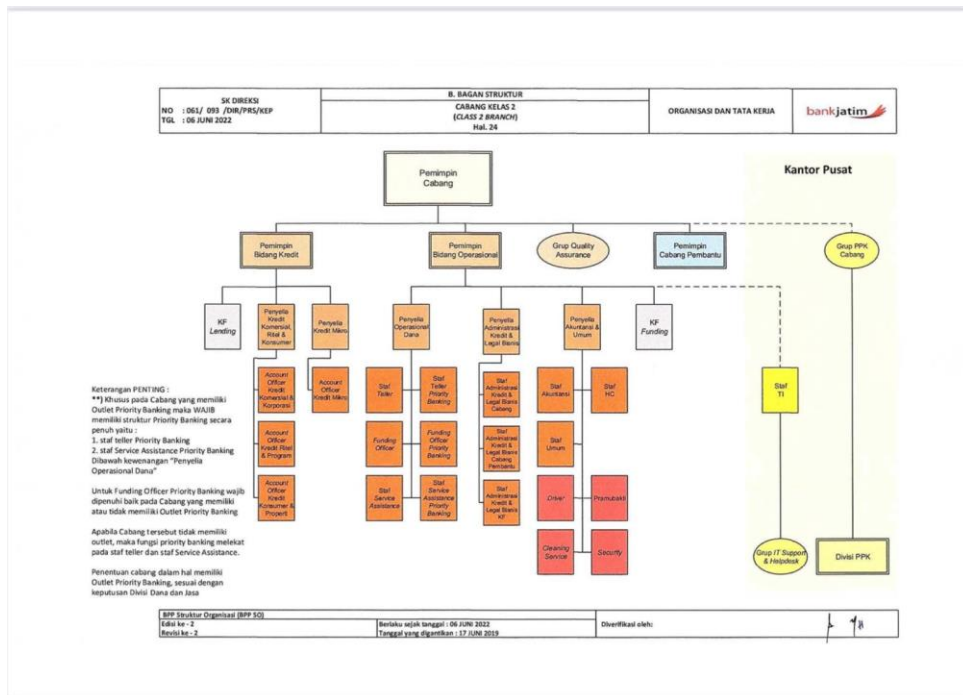 SK DIREKSI
NO : 061/ 093 /DIR/PRS/KEP
TGL : 06 JUNI 2022
B. BAGAN STRUKTUR
CABANG KELAS 2
(CLASS 2 BRANCH)
Hal. 24
ORGANISASI DAN TATA KERJA
bankjatim
Pemimpin
Cabang
Kantor Pusat
Pemimpin
Bidang Kredit
Pemimpin
Bidang Operasional
Grup Quality
Assurance
Pemimpin
Cabang Pembantu
Grup PPK
Cabang
KF
Lending
Penyelia
Kredit
Komersial,
Ritel &
Konsumer
Penyelia
Kredit Mikro
Penyelia
Operasional
Dana
Penyelia
Administrasi
Kredit &
Legal Bisnis
Penyelia
Akuntansi &
Umum
KF
Funding
Account
Officer
Kredit
Komersial &
Korporasi
Account
Officer
Kredit Mikro
Staf
Teller
Staf
Teller
Priority
Banking
Staf
Administrasi
Kredit &
Legal Bisnis
Cabang
Staf
Akuntansi
Staf
HC
Staf
TI
Account
Officer
Kredit Ritel
& Program
Funding
Officer
Funding
Officer
Priority
Banking
Staf
Administrasi
Kredit &
Legal Bisnis
Cabang
Pembantu
Staf
Umum
Account
Officer
Kredit
Konsumer &
Properti
Staf
Service
Assistance
Staf
Service
Assistance
Priority
Banking
Staf
Administrasi
Kredit &
Legal Bisnis
KF
Driver
Pramubakti
Cleaning
Service
Security
Grup IT Support
& Helpdesk
Divisi PPK
Keterangan PENTING :
**) Khusus pada Cabang yang memiliki
Outlet Priority Banking maka WAJIB
memiliki struktur Priority Banking secara
penuh yaitu :
1. staf teller Priority Banking
2. staf Service Assistance Priority Banking
Dibawah kewenangan "Penyelia
Operasional Dana"
Untuk Funding Officer Priority Banking wajib
dipenuhi baik pada Cabang yang memiliki
atau tidak memiliki Outlet Priority Banking
Apabila Cabang tersebut tidak memiliki
outlet, maka fungsi priority banking melekat
pada staf teller dan staf Service Assistance.
Penentuan cabang dalam hal memiliki
Outlet Priority Banking, sesuai dengan
keputusan Divisi Dana dan Jasa
BPP Struktur Organisasi (BPP SO)
Edisi ke - 2
Revisi ke - 2
Berlaku sejak tanggal : 06 JUNI 2022
Tanggal yang digantikan : 17 JUNI 2019
Diverifikasi oleh: